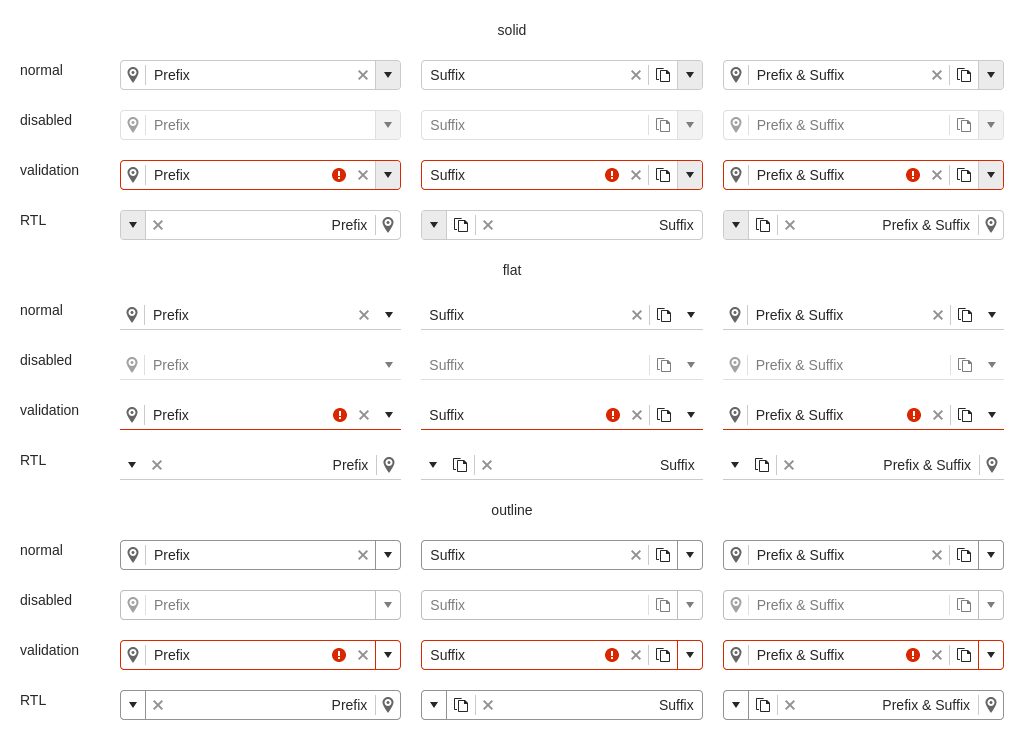 solid
normal Prefix Suffix Prefix & Suffix
disabled Prefix Suffix Prefix & Suffix
validation Prefix Suffix Prefix & Suffix
RTL Prefix Suffix Prefix & Suffix
flat
normal Prefix Suffix Prefix & Suffix
disabled Prefix Suffix Prefix & Suffix
validation Prefix Suffix Prefix & Suffix
RTL Prefix Suffix Prefix & Suffix
outline
normal Prefix Suffix Prefix & Suffix
disabled Prefix Suffix Prefix & Suffix
validation Prefix Suffix Prefix & Suffix
RTL Prefix Suffix Prefix & Suffix